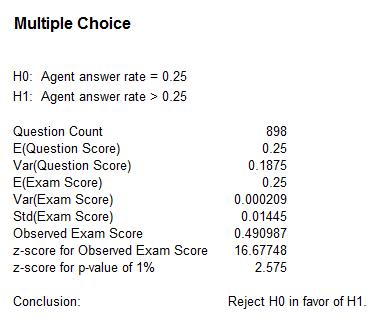 Multiple Choice
H0: Agent answer rate = 0.25
H1: Agent answer rate > 0.25
Question Count 898
E(Question Score) 0.25
Var(Question Score) 0.1875
E(Exam Score) 0.25
Var(Exam Score) 0.000209
Std(Exam Score) 0.01445
Observed Exam Score 0.490987
z-score for Observed Exam Score 16.67748
z-score for p-value of 1% 2.575
Conclusion: Reject H0 in favor of H1.